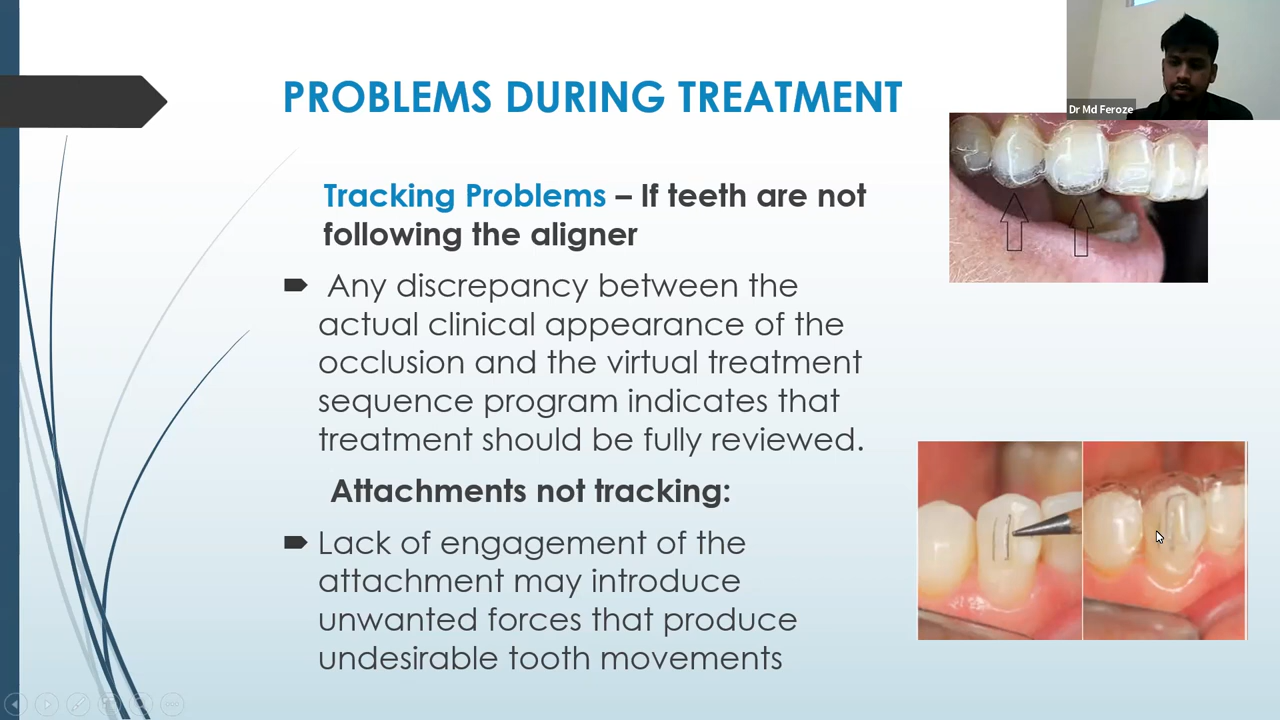 PROBLEMS DURING TREATMENT
Dr Md Feroze
Tracking Problems – If teeth are not
following the aligner
Any discrepancy between the
actual clinical appearance of the
occlusion and the virtual treatment
sequence program indicates that
treatment should be fully reviewed.
Attachments not tracking:
Lack of engagement of the
attachment may introduce
unwanted forces that produce
undesirable tooth movements